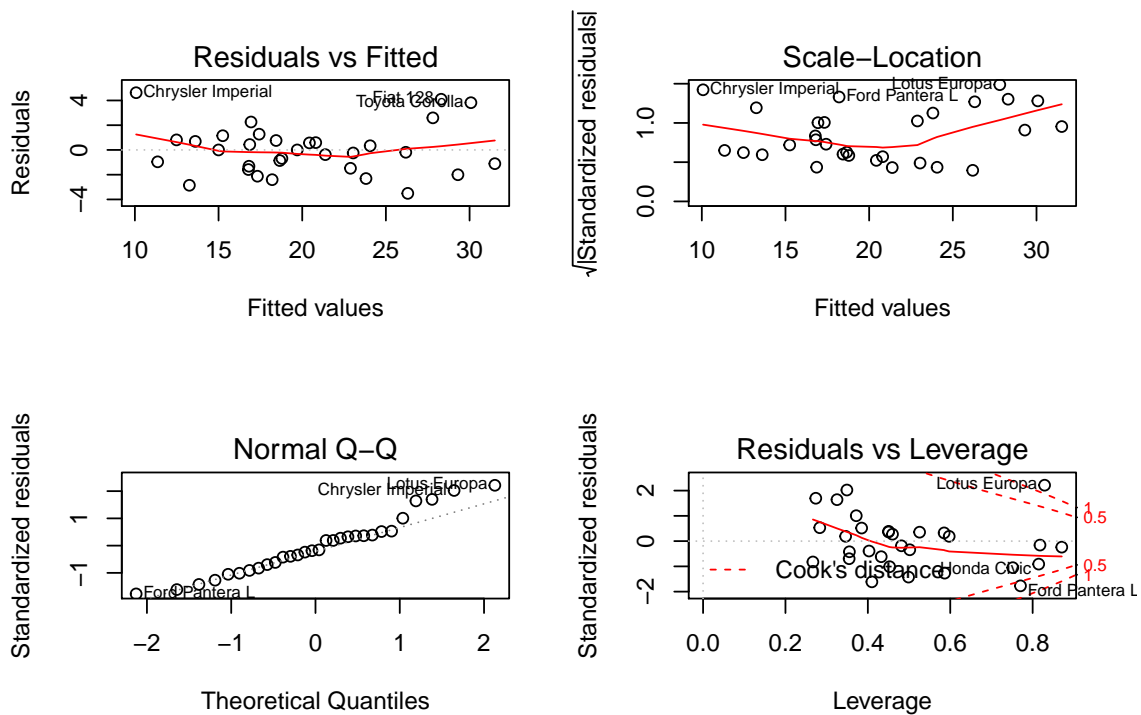 Residuals vs Fitted
Residuals
4
0
−4
Chrysler Imperial
Fiat 128
Toyota Corolla
10 15 20 25 30
Fitted values
Scale−Location
√|Standardized residuals|
1.0
0.0
Lotus Europa
Chrysler Imperial
Ford Pantera L
10 15 20 25 30
Fitted values
Normal Q−Q
Standardized residuals
1
−1
Lotus Europa
Chrysler Imperial
Ford Pantera L
−2 −1 0 1 2
Theoretical Quantiles
Residuals vs Leverage
Standardized residuals
2
0
−2
Lotus Europa
1
0.5
0.5
1
Cook's distance
Honda Civic
Ford Pantera L
0.0 0.2 0.4 0.6 0.8
Leverage